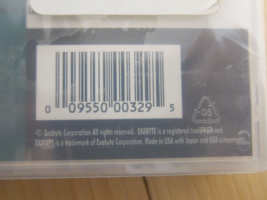 0 09550 00329 5
05
© Exabyte Corporation All rights reserved. EXABYTE is a registered trademark and
is a trademark of Exabyte Corporation. Made in USA with Japan and USA components.